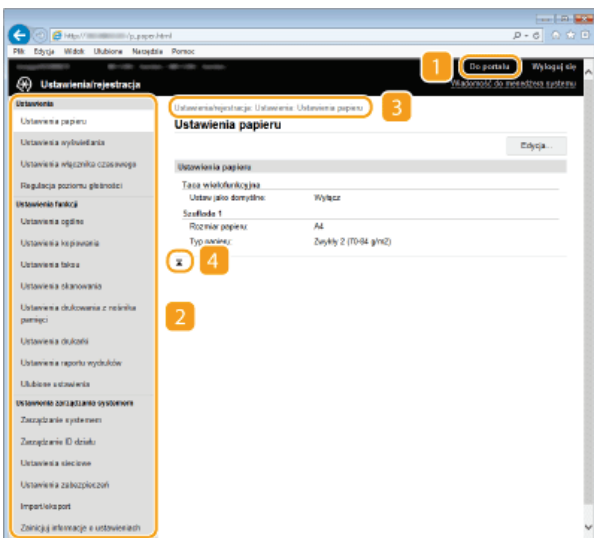 http://
/p_paper.html
Plik Edycja Widok Ulubione Narzędzia Pomoc
1
Do portalu Wyloguj się
Ustawienia/rejestracja
Wiadomość do menedżera systemu
Ustawienia
Ustawienia papieru
Ustawienia wyświetlania
Ustawienia włącznika czasowego
Regulacja poziomu głośności
Ustawienia funkcji
Ustawienia ogólne
Ustawienia kopiowania
Ustawienia faksu
Ustawienia skanowania
Ustawienia drukowania z nośnika
pamięci
Ustawienia drukarki
Ustawienia raportu wydruków
Ulubione ustawienia
Ustawienia zarządzania systemem
Zarządzanie systemem
Zarządzanie ID działu
Ustawienia sieciowe
Ustawienia zabezpieczeń
Import/eksport
Zainicjuj informacje o ustawieniach
2
Ustawienia/rejestracja: Ustawienia: Ustawienia papieru
3
Ustawienia papieru
Edycja...
Ustawienia papieru
Taca wielofunkcyjna
Ustaw jako domyślne: Wyłącz
Szuflada 1
Rozmiar papieru: A4
Typ papieru: Zwykły 2 (70-84 g/m2)
4